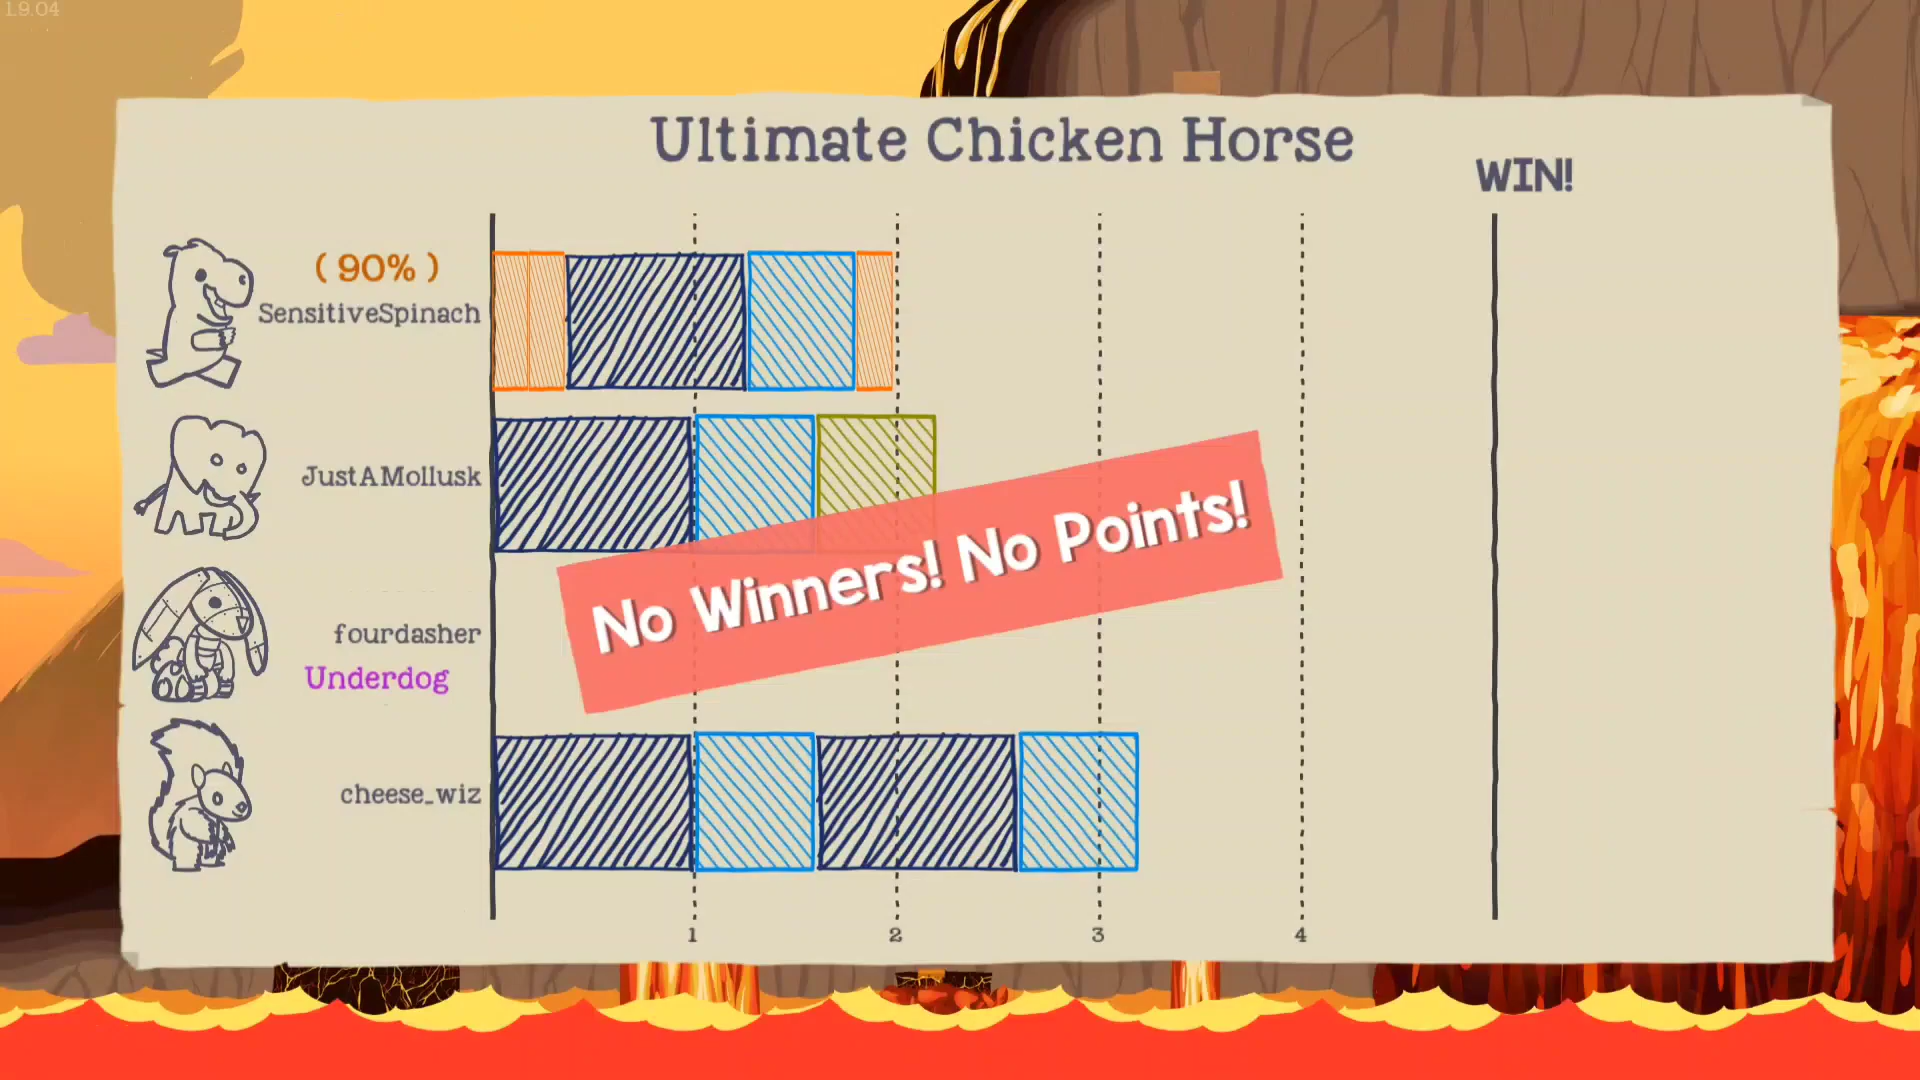 1.9.04
Ultimate Chicken Horse
WIN!
( 90% )
SensitiveSpinach
JustAMollusk
No Winners! No Points!
fourdasher
Underdog
cheese_wiz
1 2 3 4